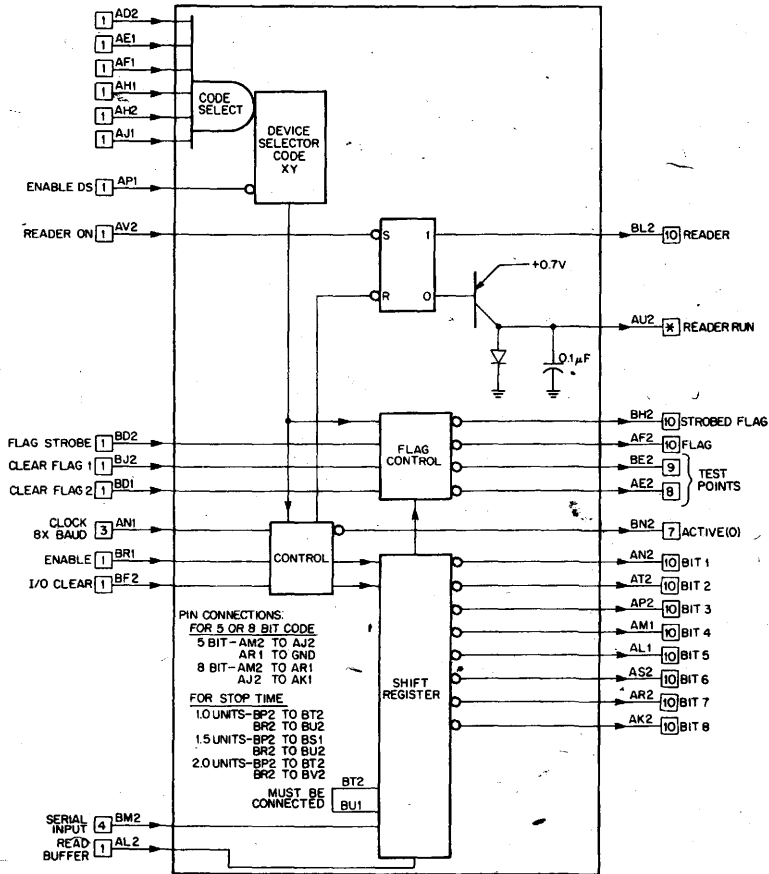 1 AD2
1 AE1
1 AF1
1 AH1
1 AH2
1 AJ1
CODE
SELECT
DEVICE
SELECTOR
CODE
XY
ENABLE DS 1 AP1
READER ON 1 AV2
S 1
R 0
BL2 10 READER
+0.7V
AU2 * READER RUN
0.1µF
FLAG STROBE 1 BD2
CLEAR FLAG 1 1 BJ2
CLEAR FLAG 2 1 BD1
FLAG
CONTROL
BH2 10 STROBED FLAG
AF2 10 FLAG
BE2 9
AE2 8
TEST
POINTS
CLOCK
8X BAUD 3 AN1
ENABLE 1 BR1
I/O CLEAR 1 BF2
CONTROL
BN2 7 ACTIVE(0)
AN2 10 BIT 1
AT2 10 BIT 2
AP2 10 BIT 3
AM1 10 BIT 4
AL1 10 BIT 5
AS2 10 BIT 6
AR2 10 BIT 7
AK2 10 BIT 8
PIN CONNECTIONS:
FOR 5 OR 8 BIT CODE
5 BIT-AM2 TO AJ2
AR1 TO GND
8 BIT-AM2 TO AR1
AJ2 TO AK1
FOR STOP TIME
1.0 UNITS-BP2 TO BT2
BR2 TO BU2
1.5 UNITS-BP2 TO BS1
BR2 TO BU2
2.0 UNITS-BP2 TO BT2
BR2 TO BV2
SHIFT
REGISTER
MUST BE
CONNECTED
BT2
BU1
SERIAL
INPUT 4 BM2
READ
BUFFER 1 AL2